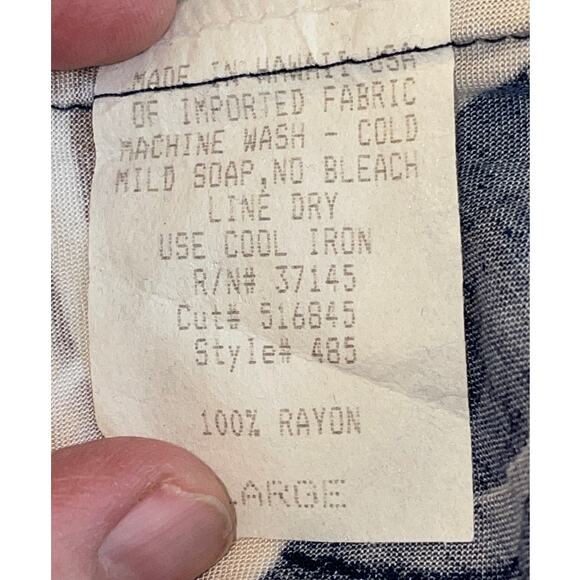 MADE IN HAWAII USA
OF IMPORTED FABRIC
MACHINE WASH - COLD
MILD SOAP,NO BLEACH
LINE DRY
USE COOL IRON
R/N# 37145
Cut# 516845
Style# 485
100% RAYON
LARGE